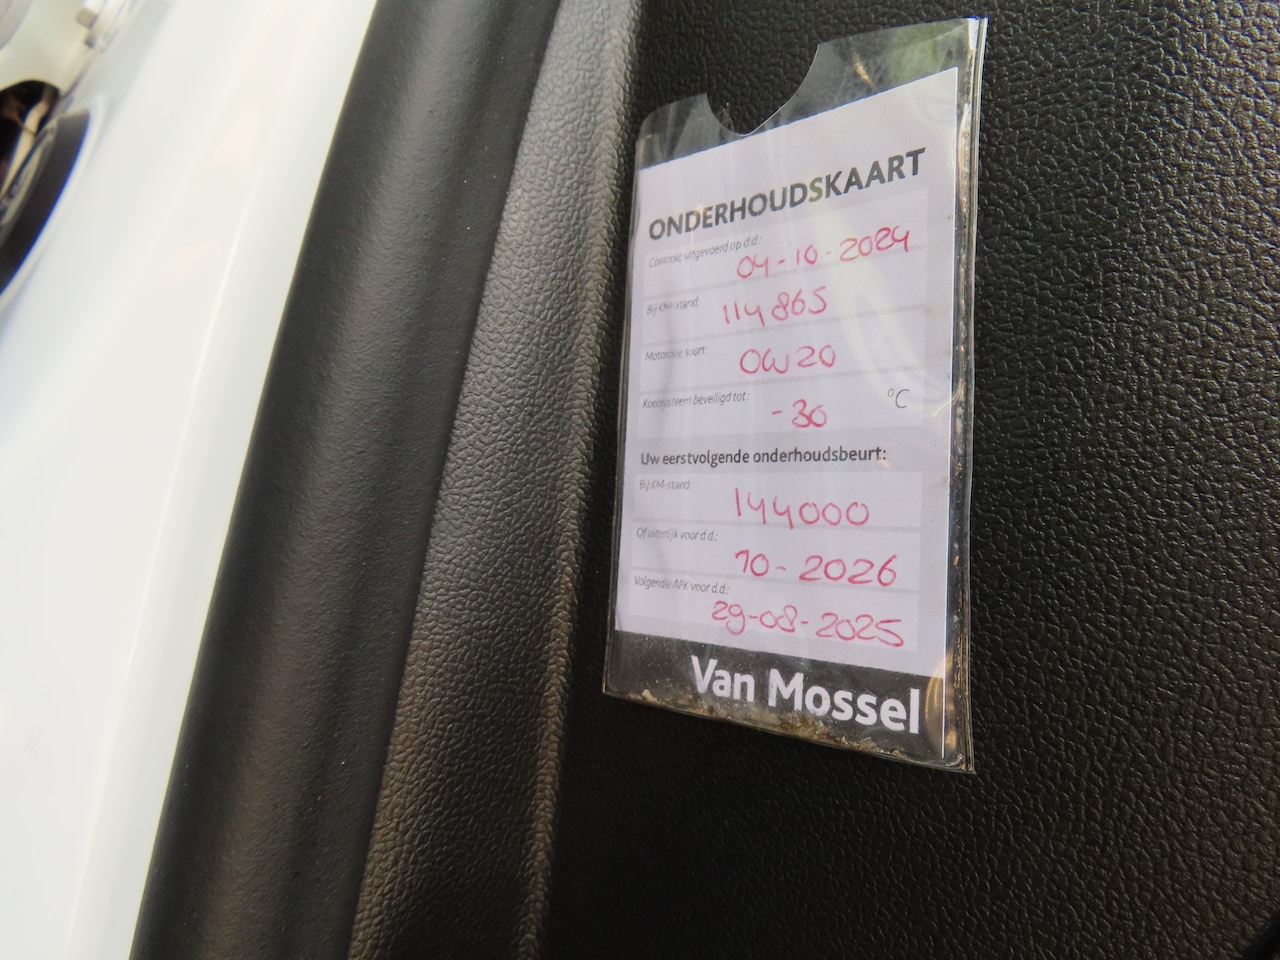 ONDERHOUDSKAART
Controle uitgevoerd op d.d.:
04-10-2024
Bij KM-stand:
114865
Motorolie soort:
0W20
Koelsysteem beveiligd tot:
-30 °C
Uw eerstvolgende onderhoudsbeurt:
Bij KM-stand:
144000
Of uiterlijk voor d.d.:
10-2026
Volgende APK voor d.d.:
29-08-2025
Van Mossel